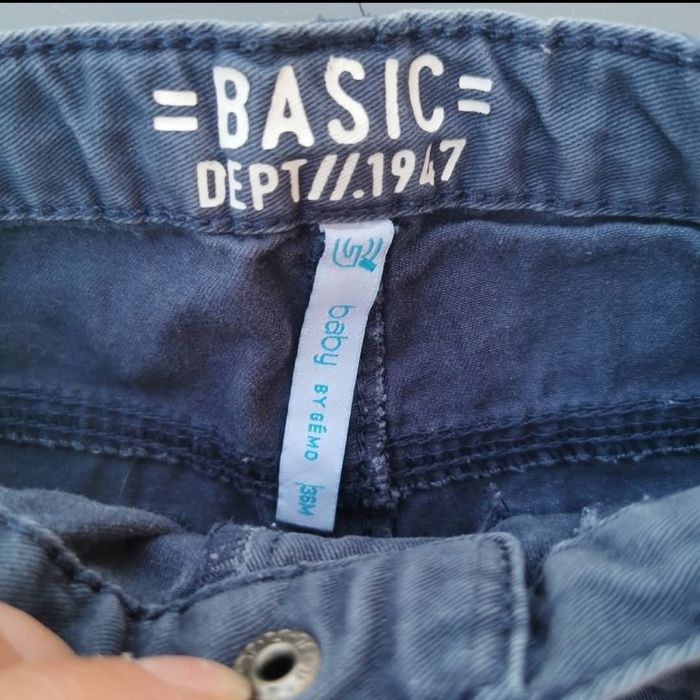 =BASIC=
DEPT//.1947
baby BY GÉMO /36M